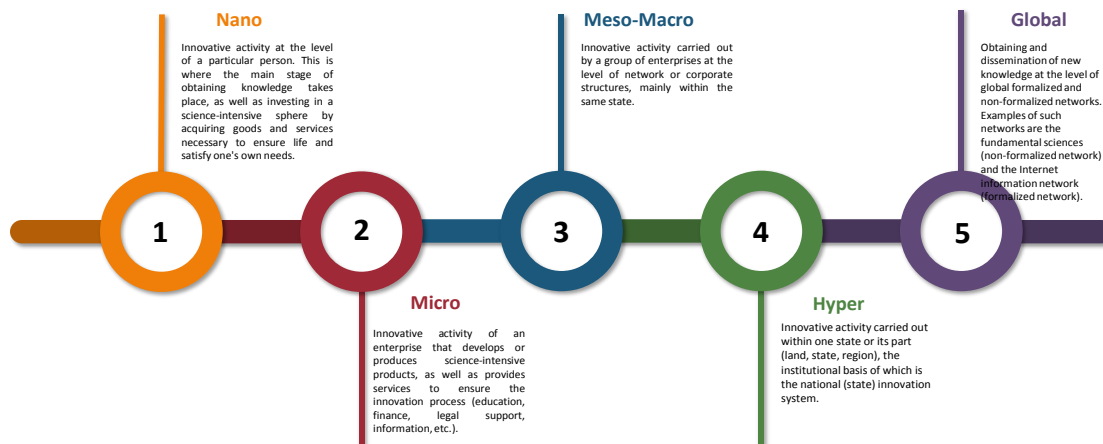 Nano
Innovative activity at the level
of a particular person. This is
where the main stage of
obtaining knowledge takes
place, as well as investing in a
science-intensive sphere by
acquiring goods and services
necessary to ensure life and
satisfy one's own needs.
Meso-Macro
Innovative activity carried out
by a group of enterprises at the
level of network or corporate
structures, mainly within the
same state.
Global
Obtaining and
dissemination of new
knowledge at the level of
global formalized and
non-formalized networks.
Examples of such
networks are the
fundamental sciences
(non-formalized network)
and the Internet
information network
(formalized network).
1
2
3
4
5
Micro
Innovative activity of an
enterprise that develops or
produces science-intensive
products, as well as provides
services to ensure the
innovation process (education,
finance, legal support,
information, etc.).
Hyper
Innovative activity carried out
within one state or its part
(land, state, region), the
institutional basis of which is
the national (state) innovation
system.